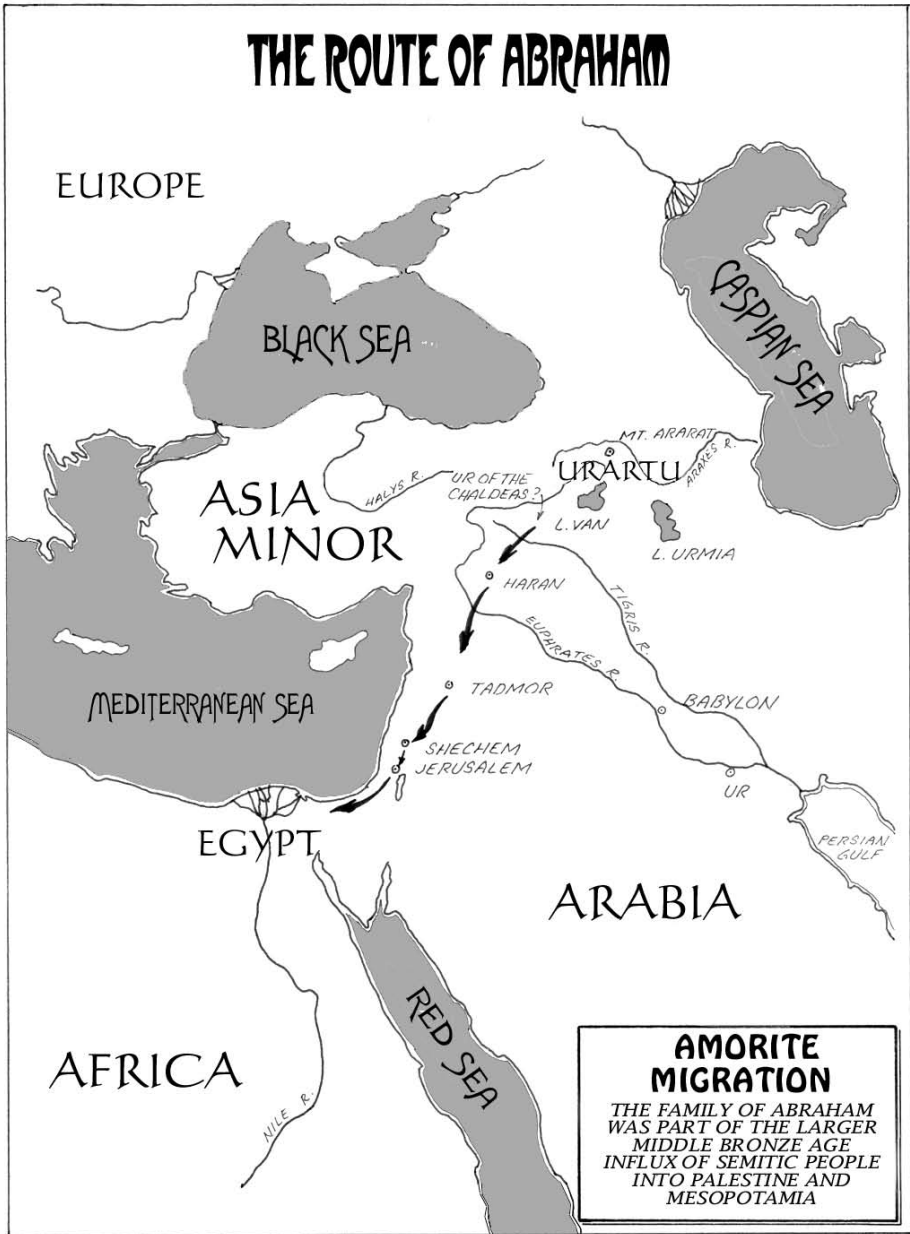 THE ROUTE OF ABRAHAM
EUROPE
BLACK SEA
CASPIAN SEA
MT. ARARAT
URARTU
ARAXES R.
HALYS R.
UR OF THE
CHALDEAS?
ASIA
MINOR
L. VAN
L. URMIA
HARAN
TIGRIS R.
EUPHRATES R.
TADMOR
MEDITERRANEAN SEA
BABYLON
SHECHEM
JERUSALEM
UR
EGYPT
PERSIAN
GULF
ARABIA
RED SEA
AFRICA
NILE R.
AMORITE
MIGRATION
THE FAMILY OF ABRAHAM
WAS PART OF THE LARGER
MIDDLE BRONZE AGE
INFLUX OF SEMITIC PEOPLE
INTO PALESTINE AND
MESOPOTAMIA